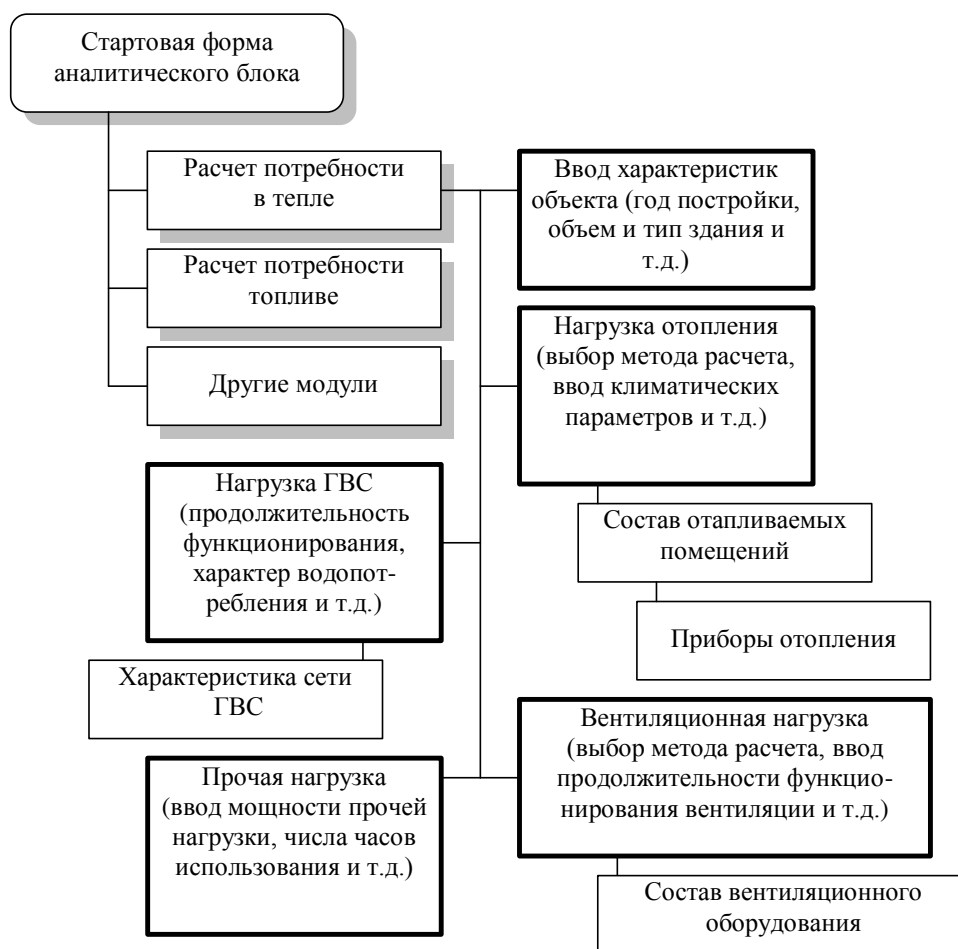 Стартовая форма
аналитического блока
Расчет потребности
в тепле
Расчет потребности
топливе
Другие модули
Ввод характеристик
объекта (год постройки,
объем и тип здания и
т.д.)
Нагрузка отопления
(выбор метода расчета,
ввод климатических
параметров и т.д.)
Состав отапливаемых
помещений
Приборы отопления
Нагрузка ГВС
(продолжительность
функционирования,
характер водопот-
ребления и т.д.)
Характеристика сети
ГВС
Вентиляционная нагрузка
(выбор метода расчета, ввод
продолжительности функцио-
нирования вентиляции и т.д.)
Состав вентиляционного
оборудования
Прочая нагрузка
(ввод мощности прочей
нагрузки, числа часов
использования и т.д.)